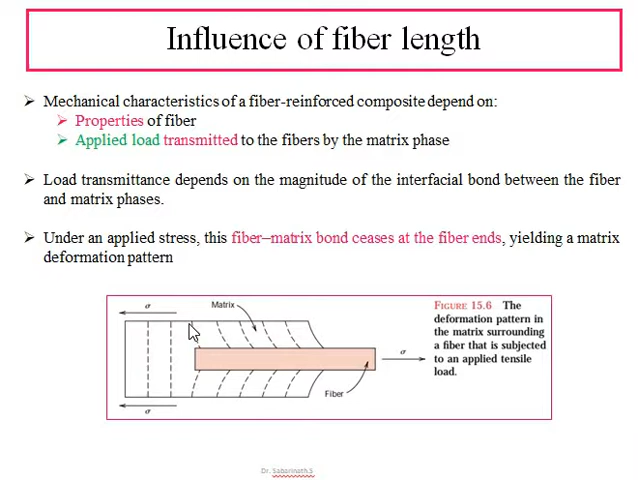 Influence of fiber length
➢ Mechanical characteristics of a fiber-reinforced composite depend on:
➢ Properties of fiber
➢ Applied load transmitted to the fibers by the matrix phase
➢ Load transmittance depends on the magnitude of the interfacial bond between the fiber
and matrix phases.
➢ Under an applied stress, this fiber–matrix bond ceases at the fiber ends, yielding a matrix
deformation pattern
σ
Matrix
σ
Fiber
σ
FIGURE 15.6 The
deformation pattern in
the matrix surrounding
a fiber that is subjected
to an applied tensile
load.
Dr. Sabarinath.S